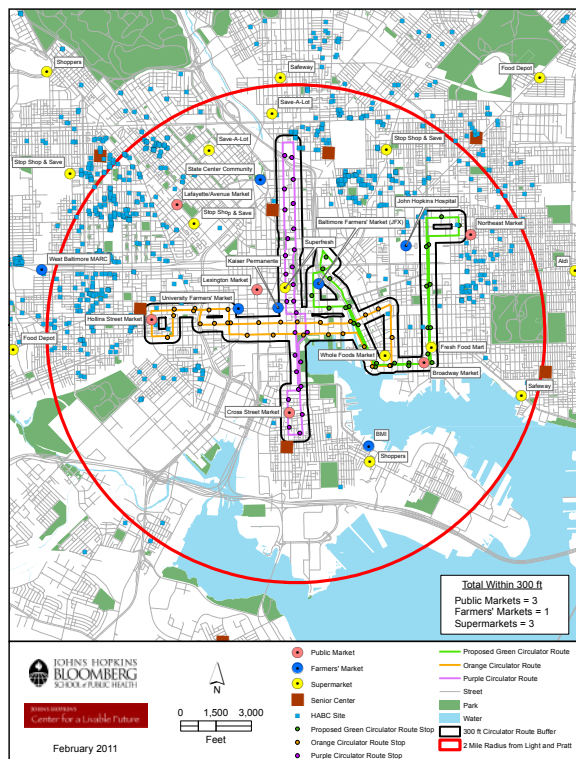 Shoppers
Safeway
Food Depot
Save-A-Lot
Save-A-Lot
Stop Shop & Save
Stop Shop & Save
State Center Community
John Hopkins Hospital
Lafayette/Avenue Market
Stop Shop & Save
Baltimore Farmers' Market (JFX)
Northeast Market
Superfresh
West Baltimore MARC
Kaiser Permanente
Aldi
Lexington Market
University Farmers' Market
Hollins Street Market
Food Depot
Whole Foods Market
Fresh Food Mart
Broadway Market
Safeway
Cross Street Market
BMI
Shoppers
Total Within 300 ft
Public Markets = 3
Farmers' Markets = 1
Supermarkets = 3
JOHNS HOPKINS
BLOOMBERG
SCHOOL of PUBLIC HEALTH
JOHNS HOPKINS
Center for a Livable Future
February 2011
N
0 1,500 3,000
Feet
Public Market
Farmers' Market
Supermarket
Senior Center
HABC Site
Proposed Green Circulator Route Stop
Orange Circulator Route Stop
Purple Circulator Route Stop
Proposed Green Circulator Route
Orange Circulator Route
Purple Circulator Route
Street
Park
Water
300 ft Circulator Route Buffer
2 Mile Radius from Light and Pratt